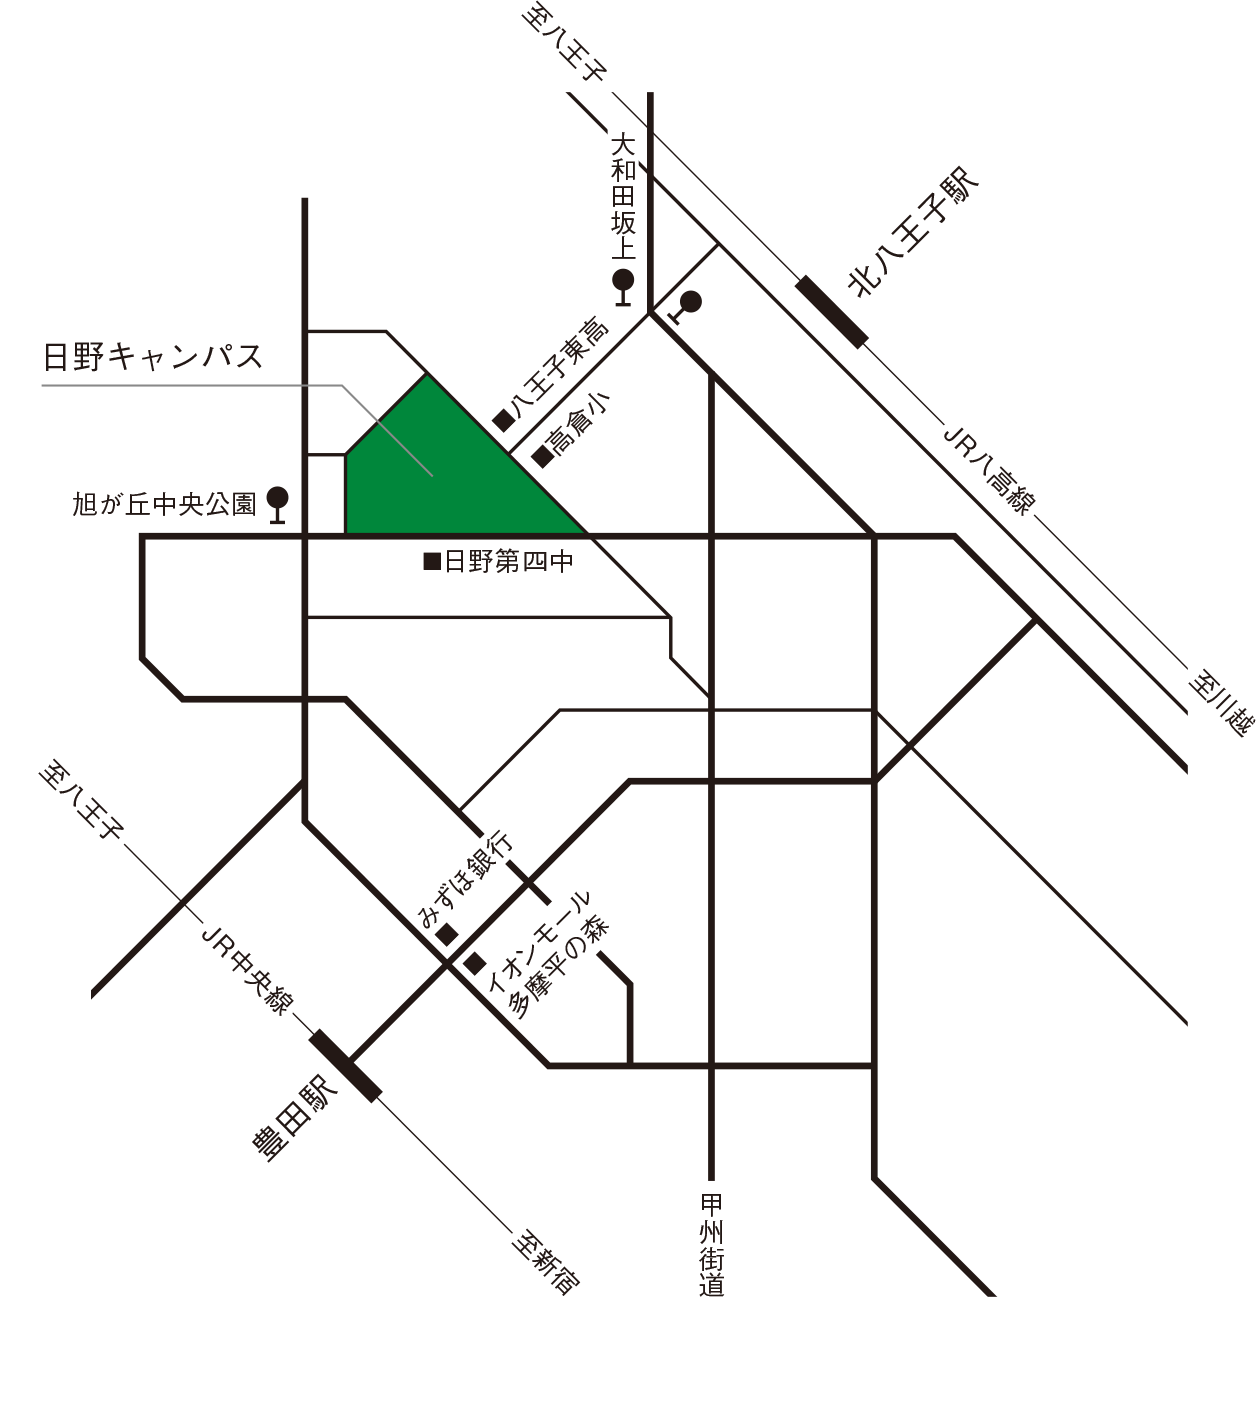 至八王子
大和田坂上
北八王子駅
日野キャンパス
■八王子東高
■高倉小
JR八高線
旭が丘中央公園
■日野第四中
至川越
至八王子
みずほ銀行
イオンモール
多摩平の森
JR中央線
豊田駅
甲州街道
至新宿